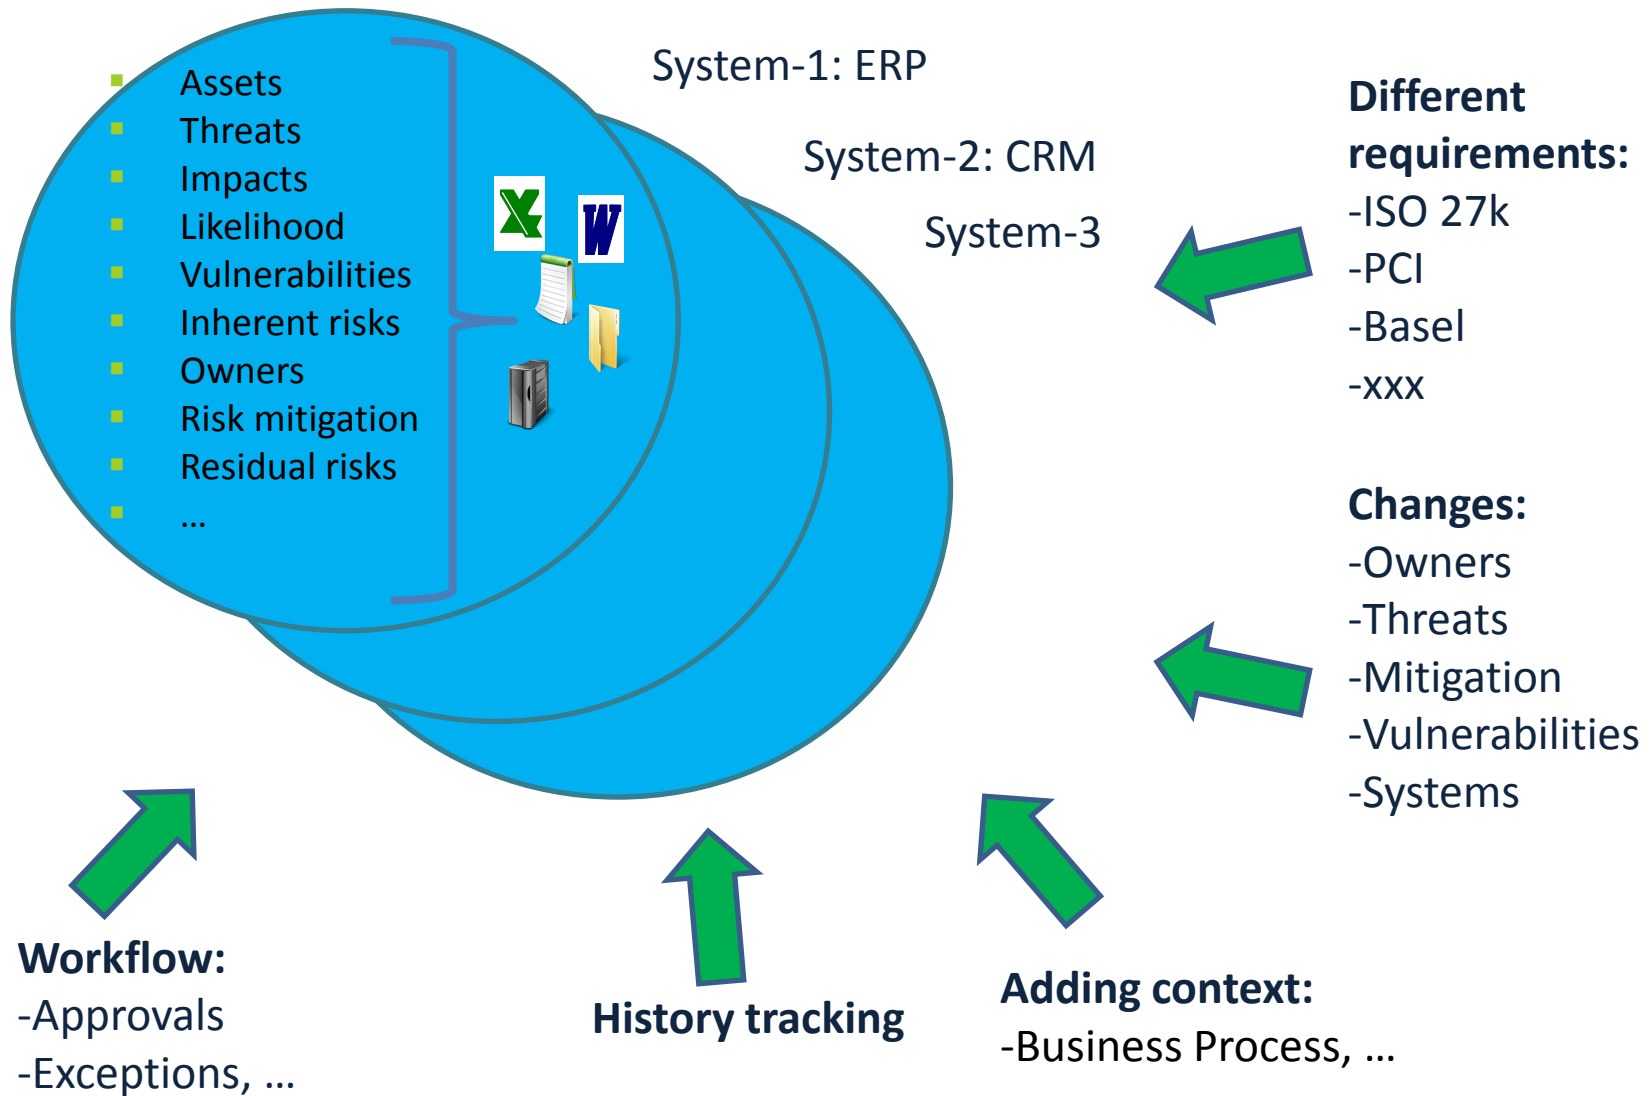 System-1: ERP
System-2: CRM
System-3
Assets
Threats
Impacts
Likelihood
Vulnerabilities
Inherent risks
Owners
Risk mitigation
Residual risks
...
X
W
Different
requirements:
-ISO 27k
-PCI
-Basel
-xxx
Changes:
-Owners
-Threats
-Mitigation
-Vulnerabilities
-Systems
Workflow:
-Approvals
-Exceptions, ...
History tracking
Adding context:
-Business Process, ...